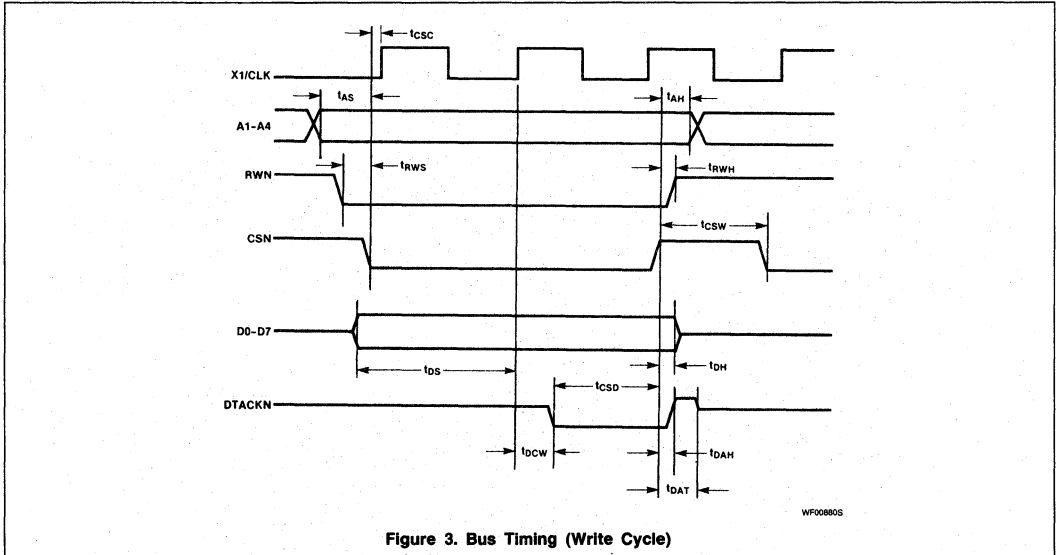 tCSC
X1/CLK
tAS
tAH
A1-A4
tRWS
tRWH
RWN
tCSW
CSN
D0-D7
tDS
tDH
tCSD
DTACKN
tDCW
tDAH
tDAT
WF00880S
Figure 3. Bus Timing (Write Cycle)